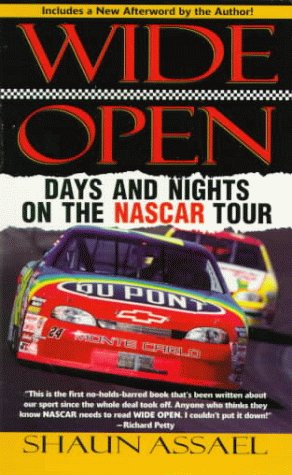 Includes a New Afterword by the Author!
WIDE
OPEN
DAYS AND NIGHTS
ON THE NASCAR TOUR
DU PONT
24
MONTE CARLO
"This is the first no-holds-barred book that's been written about
our sport since the whole deal took off. Anyone who thinks they
know NASCAR needs to read WIDE OPEN. I couldn't put it down!"
—Richard Petty
SHAUN ASSAEL